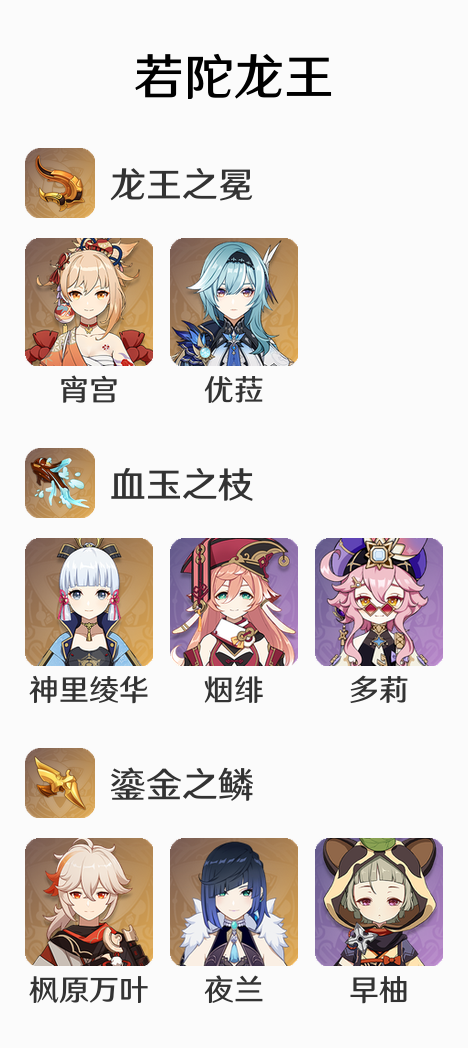 若陀龙王
龙王之冕
宵宫 优菈
血玉之枝
神里绫华 烟绯 多莉
鎏金之鳞
枫原万叶 夜兰 早柚